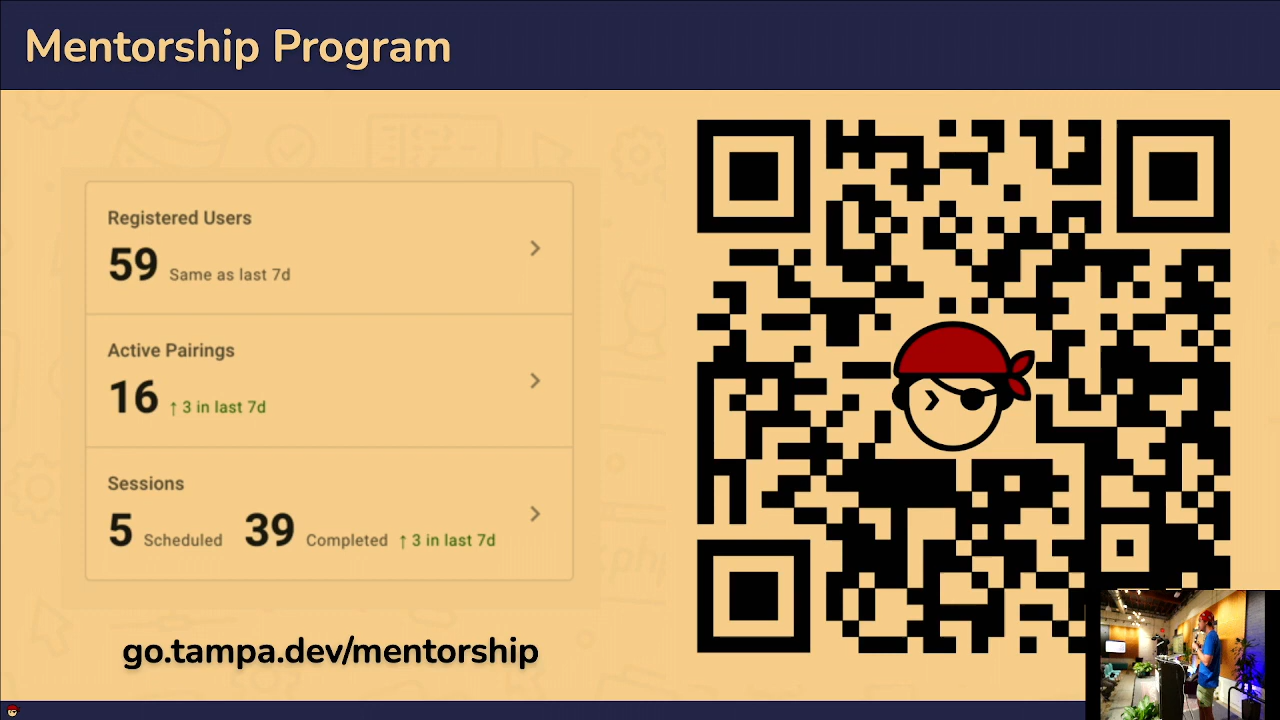 Mentorship Program
Registered Users
59 Same as last 7d
Active Pairings
16 ↑ 3 in last 7d
Sessions
5 Scheduled 39 Completed ↑ 3 in last 7d
go.tampa.dev/mentorship